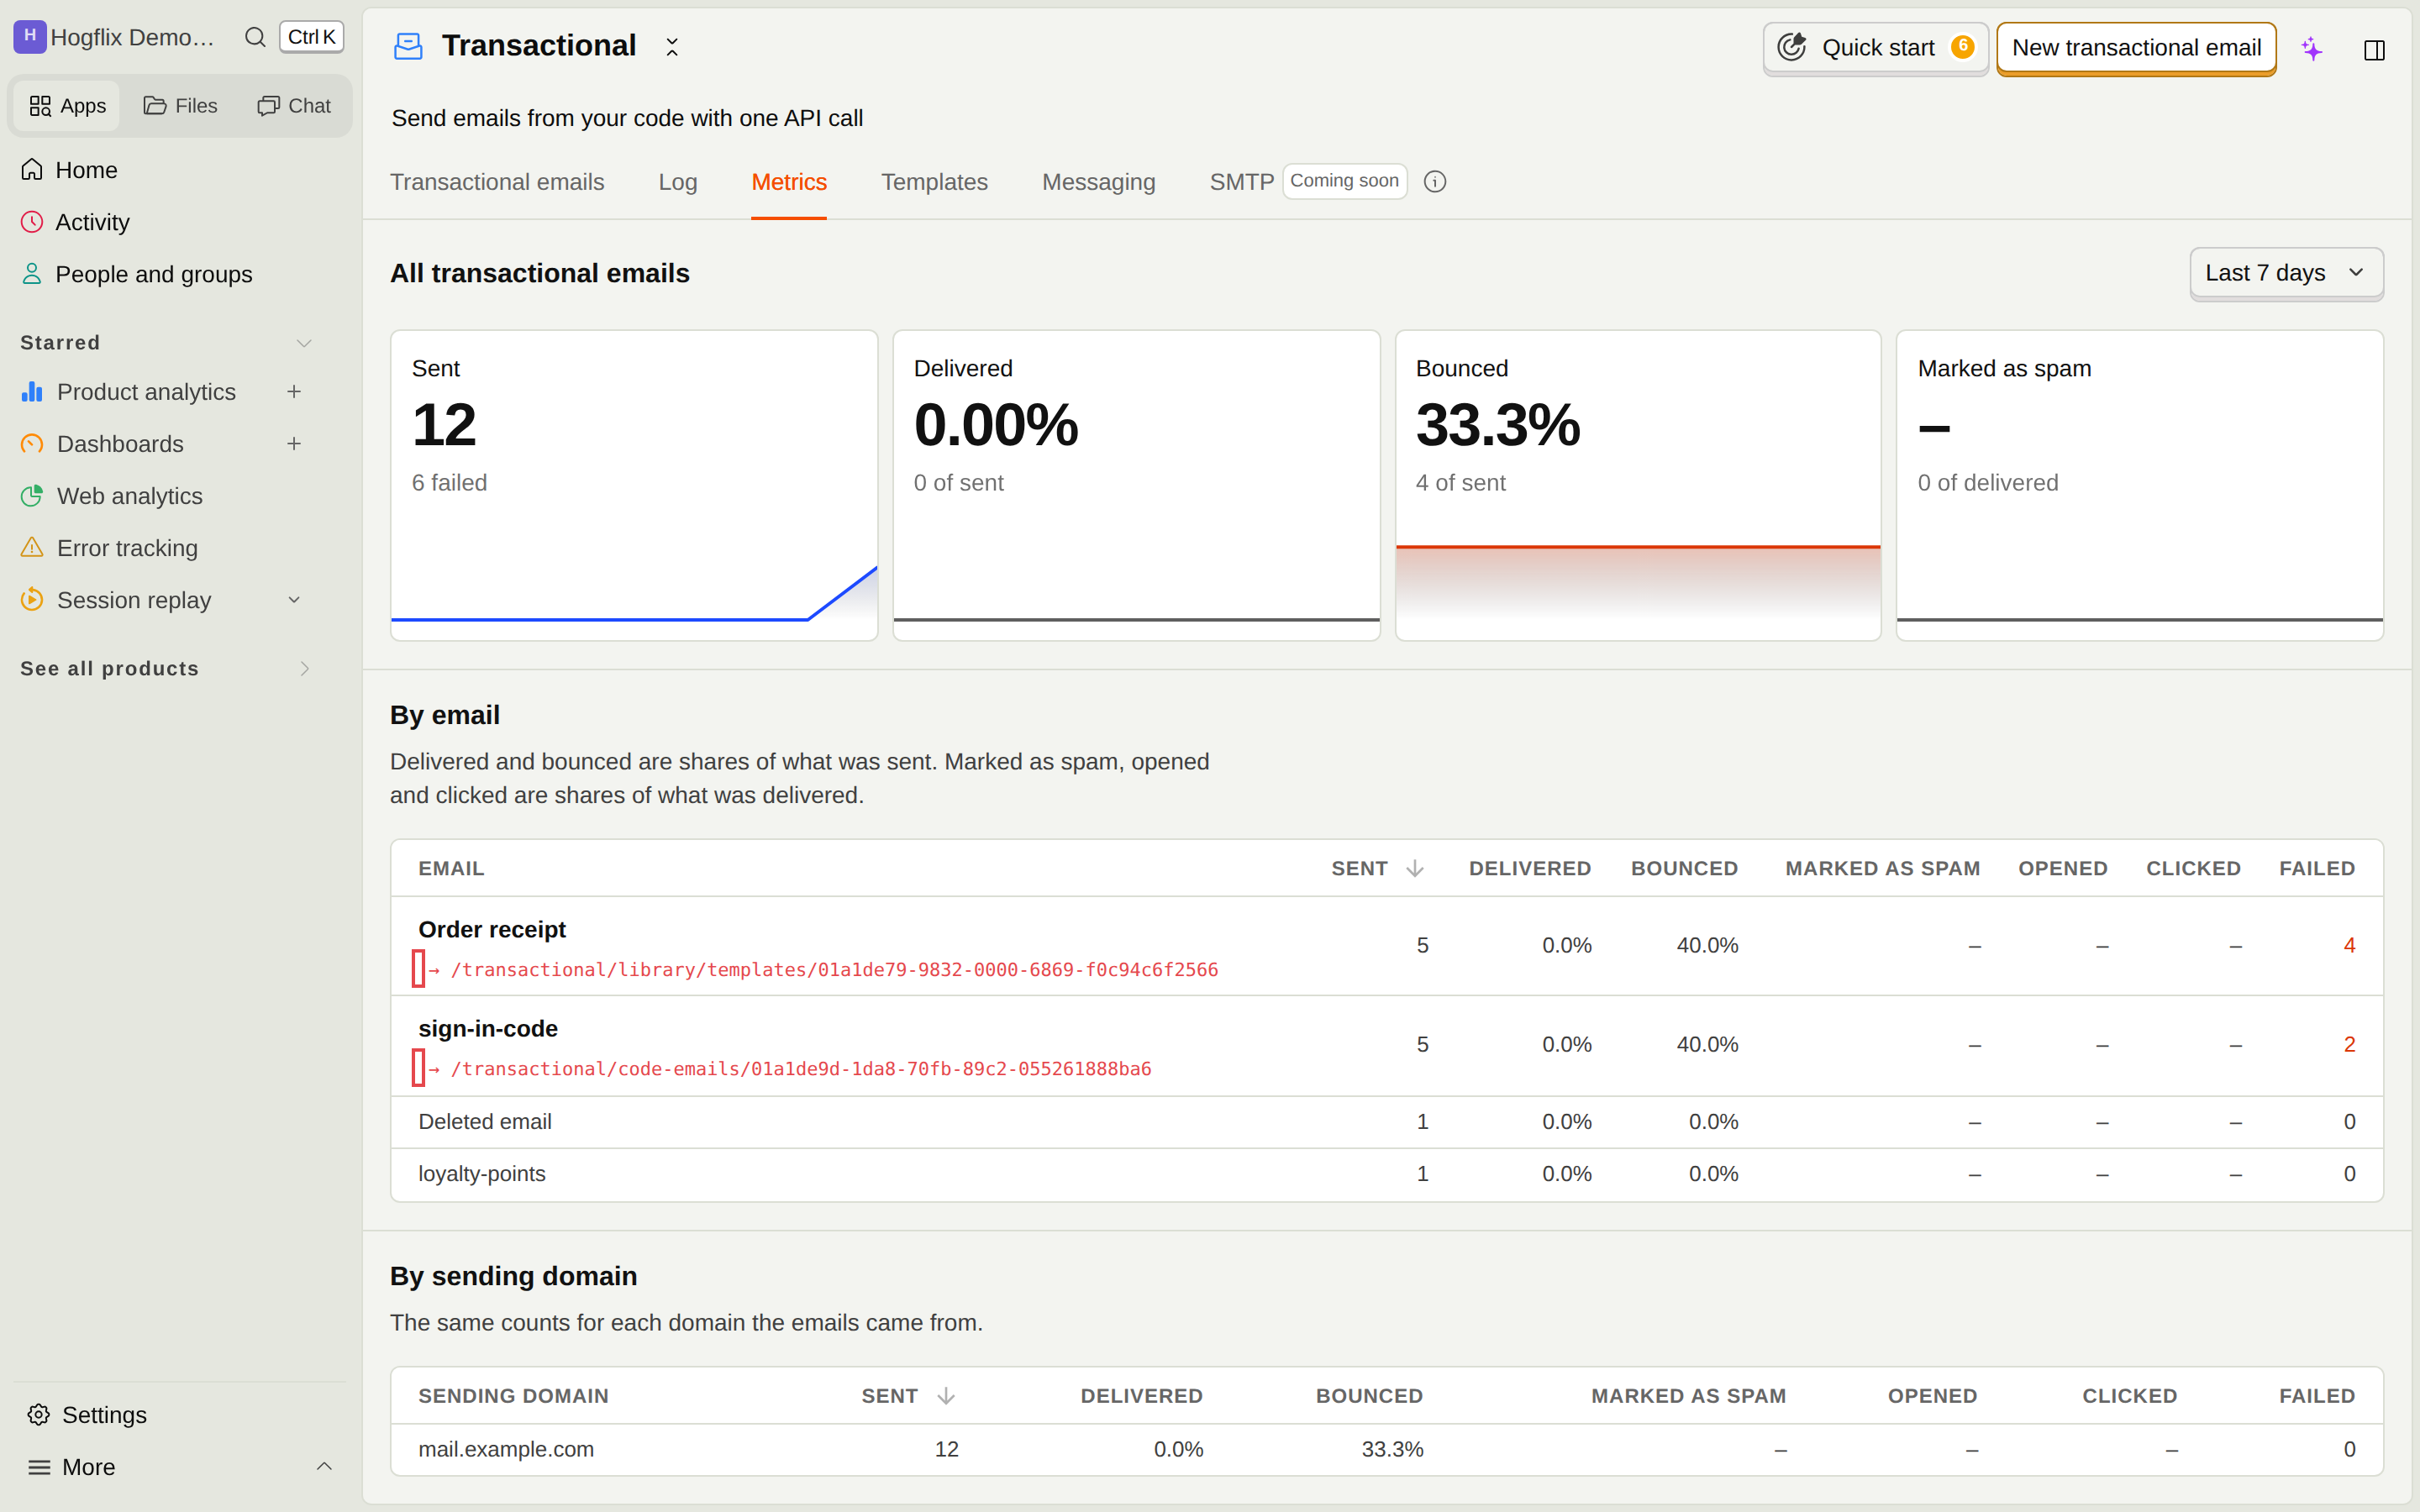 H Hogflix Demo… Ctrl K
Apps Files Chat
Home
Activity
People and groups
Starred
Product analytics
Dashboards
Web analytics
Error tracking
Session replay
See all products
Settings
More
Transactional
Quick start 6 New transactional email
Send emails from your code with one API call
Transactional emails Log Metrics Templates Messaging SMTP Coming soon
All transactional emails
Last 7 days
Sent
12
6 failed
Delivered
0.00%
0 of sent
Bounced
33.3%
4 of sent
Marked as spam
–
0 of delivered
By email
Delivered and bounced are shares of what was sent. Marked as spam, opened
and clicked are shares of what was delivered.
EMAIL SENT ↓ DELIVERED BOUNCED MARKED AS SPAM OPENED CLICKED FAILED
Order receipt
→ /transactional/library/templates/01a1de79-9832-0000-6869-f0c94c6f2566
5 0.0% 40.0% – – – 4
sign-in-code
→ /transactional/code-emails/01a1de9d-1da8-70fb-89c2-055261888ba6
5 0.0% 40.0% – – – 2
Deleted email 1 0.0% 0.0% – – – 0
loyalty-points 1 0.0% 0.0% – – – 0
By sending domain
The same counts for each domain the emails came from.
SENDING DOMAIN SENT ↓ DELIVERED BOUNCED MARKED AS SPAM OPENED CLICKED FAILED
mail.example.com 12 0.0% 33.3% – – – 0